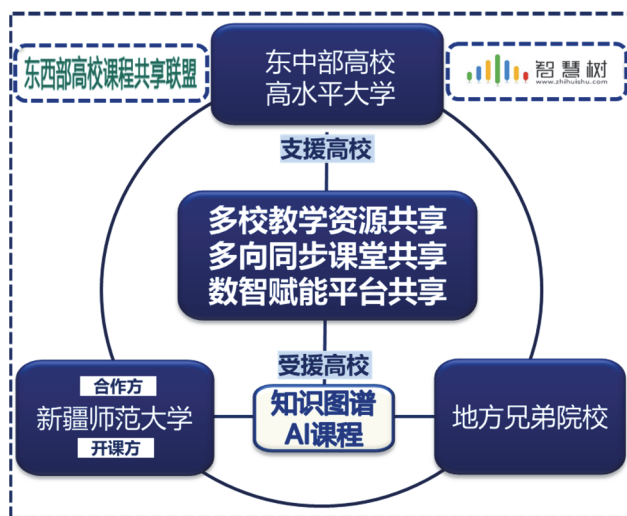 东西部高校课程共享联盟
东中部高校
高水平大学
智慧树
www.zhihuishu.com
支援高校
多校教学资源共享
多向同步课堂共享
数智赋能平台共享
受援高校
合作方
新疆师范大学
开课方
知识图谱
AI课程
地方兄弟院校